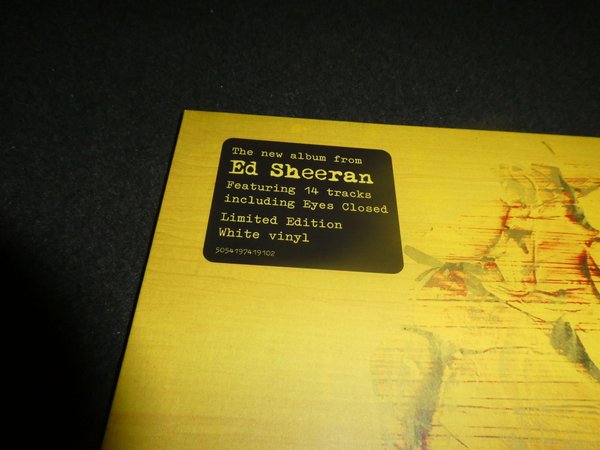 The new album from
Ed Sheeran
Featuring 14 tracks
including Eyes Closed
Limited Edition
White vinyl
5054197419102